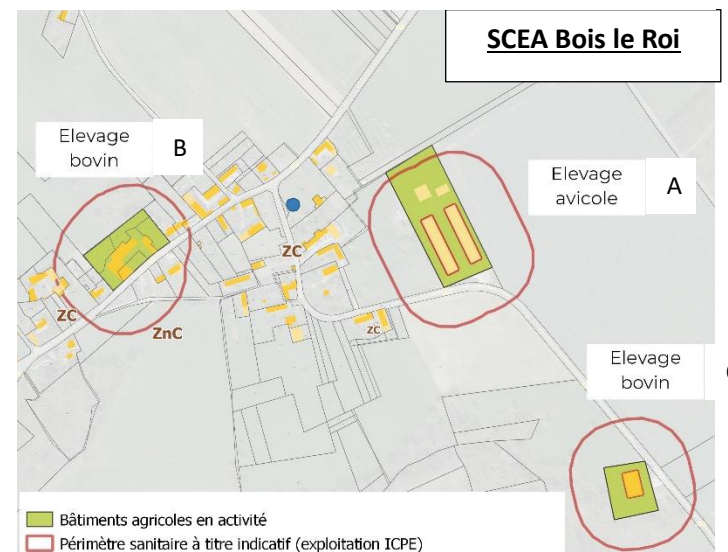 SCEA Bois le Roi
Elevage
bovin
B
Elevage
avicole
A
ZC
ZC
ZnC
ZC
Elevage
bovin
Bâtiments agricoles en activité
Périmètre sanitaire à titre indicatif (exploitation ICPE)